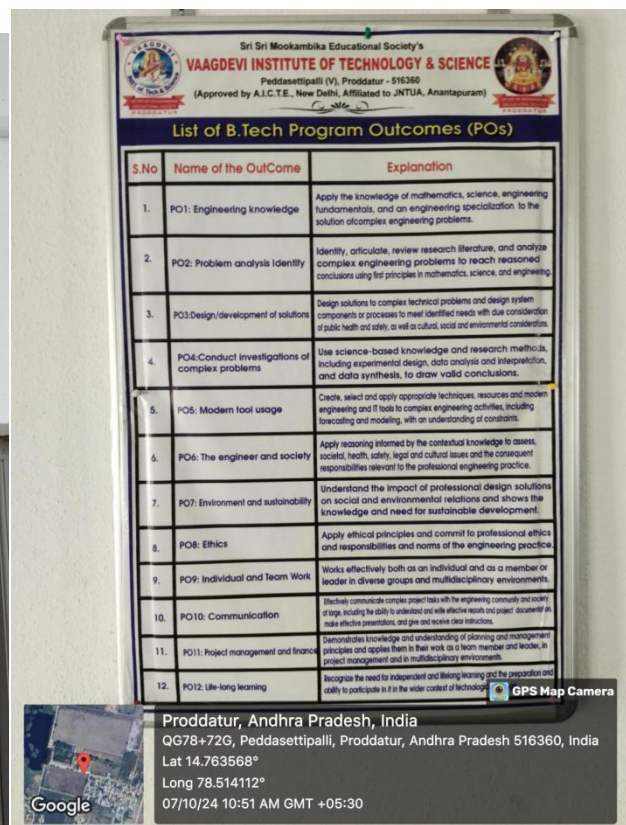 Sri Sri Mookambika Educational Society's
VAAGDEVI INSTITUTE OF TECHNOLOGY & SCIENCE
Peddasettipalli (V), Proddatur - 516360
(Approved by A.I.C.T.E., New Delhi, Affiliated to JNTUA, Anantapuram)
VAAGDEVI
PRODDATUR
PRODDATUR
List of B.Tech Program Outcomes (POs)
S.No Name of the OutCome Explanation
1. PO1: Engineering knowledge
Apply the knowledge of mathematics, science, engineering
fundamentals, and an engineering specialization to the
solution ofcomplex engineering problems.
2. PO2: Problem analysis Identity
Identify, articulate, review research literature, and analyze
complex engineering problems to reach reasoned
conclusions using first principles in mathematics, science, and engineering.
3. PO3:Design/development of solutions
Design solutions to complex technical problems and design system
components or processes to meet identified needs with due consideration
of public health and safety, as well as cultural, social and environmental considerations.
4. PO4:Conduct investigations of
complex problems
Use science-based knowledge and research methods,
including experimental design, data analysis and interpretation,
and data synthesis, to draw valid conclusions.
5. PO5: Modern tool usage
Create, select and apply appropriate techniques, resources and modern
engineering and IT tools to complex engineering activities, including
forecasting and modeling, with an understanding of constraints.
6. PO6: The engineer and society
Apply reasoning informed by the contextual knowledge to assess,
societal, health, safety, legal and cultural issues and the consequent
responsibilities relevant to the professional engineering practice.
7. PO7: Environment and sustainability
Understand the impact of professional design solutions
on social and environmental relations and shows the
knowledge and need for sustainable development.
8. PO8: Ethics
Apply ethical principles and commit to professional ethics
and responsibilities and norms of the engineering practice.
9. PO9: Individual and Team Work
Works effectively both as an individual and as a member or
leader in diverse groups and multidisciplinary environments.
10. PO10: Communication
Effectively communicate complex project tasks with the engineering community and society
at large, including the ability to understand and write effective reports and project documentation,
make effective presentations, and give and receive clear instructions.
11. PO11: Project management and finance
Demonstrates knowledge and understanding of planning and management
principles and applies them in their work as a team member and leader, in
project management and in multidisciplinary environments.
12. PO12: Life-long learning
Recognize the need for independent and lifelong learning and the preparation and
ability to participate in it in the wider context of
GPS Map Camera
Proddatur, Andhra Pradesh, India
QG78+72G, Peddasettipalli, Proddatur, Andhra Pradesh 516360, India
Lat 14.763568°
Long 78.514112°
07/10/24 10:51 AM GMT +05:30
Google